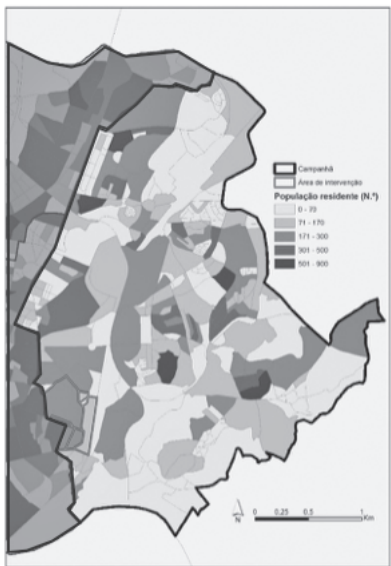 Campanhã
Área de intervenção
População residente (N.º)
0 - 70
71 - 170
171 - 300
301 - 500
501 - 900
N
0 0,25 0,5 1
Km